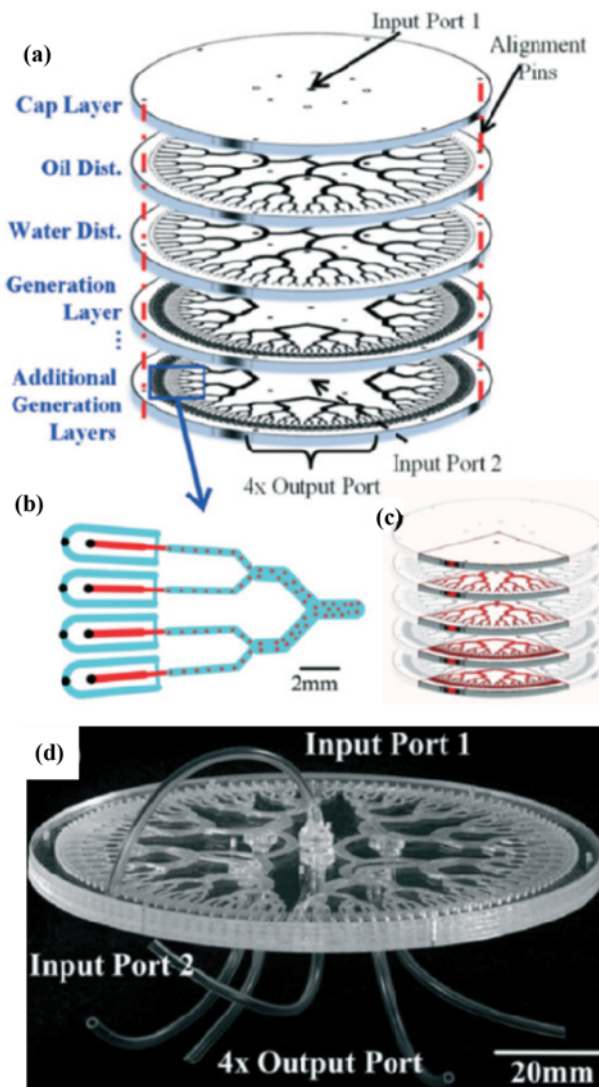 (a)
Input Port 1
Alignment
Pins
Cap Layer
Oil Dist.
Water Dist.
Generation
Layer
⋮
Additional
Generation
Layers
4x Output Port
Input Port 2
(b)
2mm
(c)
(d)
Input Port 1
Input Port 2
4x Output Port
20mm